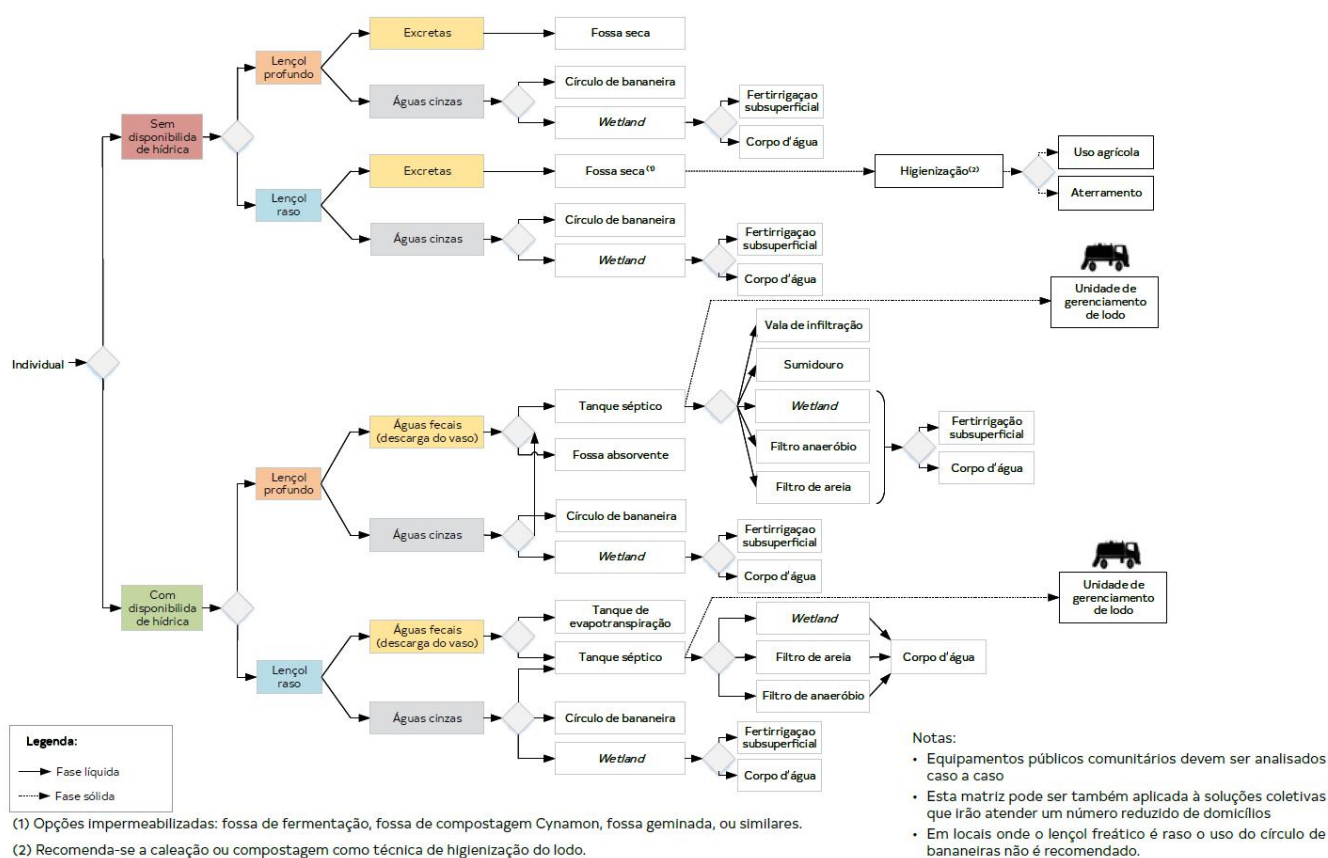 Individual
Sem
disponibilida
de hídrica
Lençol
profundo
Excretas
Fossa seca
Águas cinzas
Círculo de bananeira
Wetland
Fertirrigaçao
subsuperficial
Corpo d'água
Lençol
raso
Excretas
Fossa seca(1)
Higienização(2)
Uso agrícola
Aterramento
Águas cinzas
Círculo de bananeira
Wetland
Fertirrigaçao
subsuperficial
Corpo d'água
Unidade de
gerenciamento
de lodo
Com
disponibilida
de hídrica
Lençol
profundo
Águas fecais
(descarga do vaso)
Tanque séptico
Fossa absorvente
Vala de infiltração
Sumidouro
Wetland
Filtro anaeróbio
Filtro de areia
Fertirrigação
subsuperficial
Corpo d'água
Águas cinzas
Círculo de bananeira
Wetland
Fertirrigaçao
subsuperficial
Corpo d'água
Unidade de
gerenciamento
de lodo
Lençol
raso
Águas fecais
(descarga do vaso)
Tanque de
evapotranspiração
Tanque séptico
Wetland
Filtro de areia
Filtro de anaeróbio
Corpo d'água
Águas cinzas
Círculo de bananeira
Wetland
Fertirrigaçao
subsuperficial
Corpo d'água
Legenda:
Fase líquida
Fase sólida
(1) Opções impermeabilizadas: fossa de fermentação, fossa de compostagem Cynamon, fossa geminada, ou similares.
(2) Recomenda-se a caleação ou compostagem como técnica de higienização do lodo.
Notas:
• Equipamentos públicos comunitários devem ser analisados
caso a caso
• Esta matriz pode ser também aplicada à soluções coletivas
que irão atender um número reduzido de domicílios
• Em locais onde o lençol freático é raso o uso do círculo de
bananeiras não é recomendado.